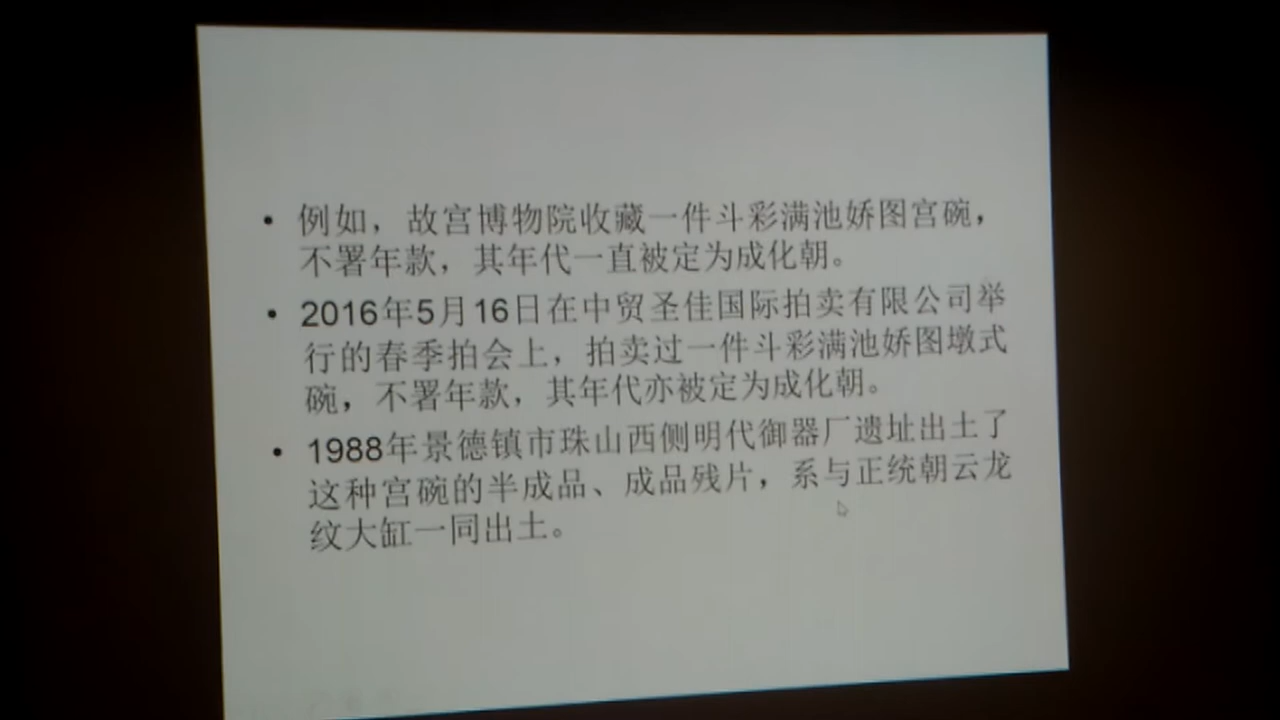 • 例如，故宫博物院收藏一件斗彩满池娇图宫碗，
不署年款，其年代一直被定为成化朝。
• 2016年5月16日在中贸圣佳国际拍卖有限公司举
行的春季拍会上，拍卖过一件斗彩满池娇图墩式
碗，不署年款，其年代亦被定为成化朝。
• 1988年景德镇市珠山西侧明代御器厂遗址出土了
这种宫碗的半成品、成品残片，系与正统朝云龙
纹大缸一同出土。